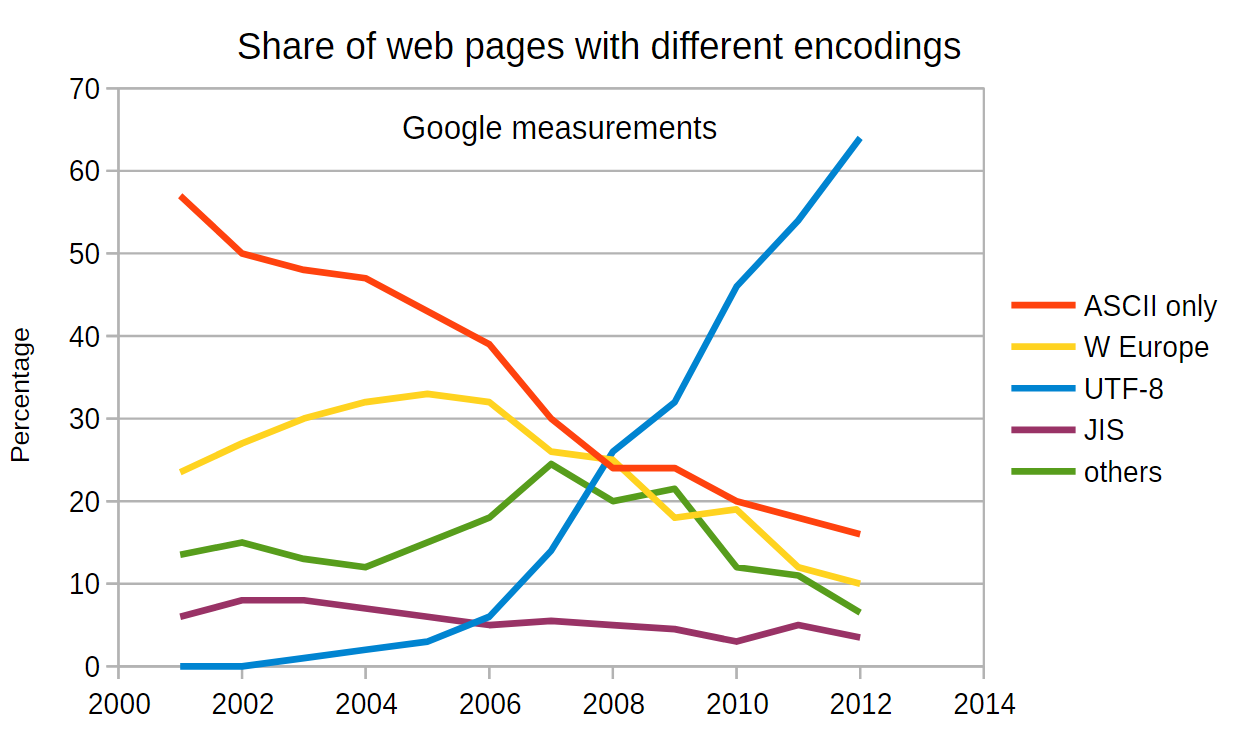 Share of web pages with different encodings
Google measurements
Percentage
70
60
50
40
30
20
10
0
2000 2002 2004 2006 2008 2010 2012 2014
ASCII only
W Europe
UTF-8
JIS
others